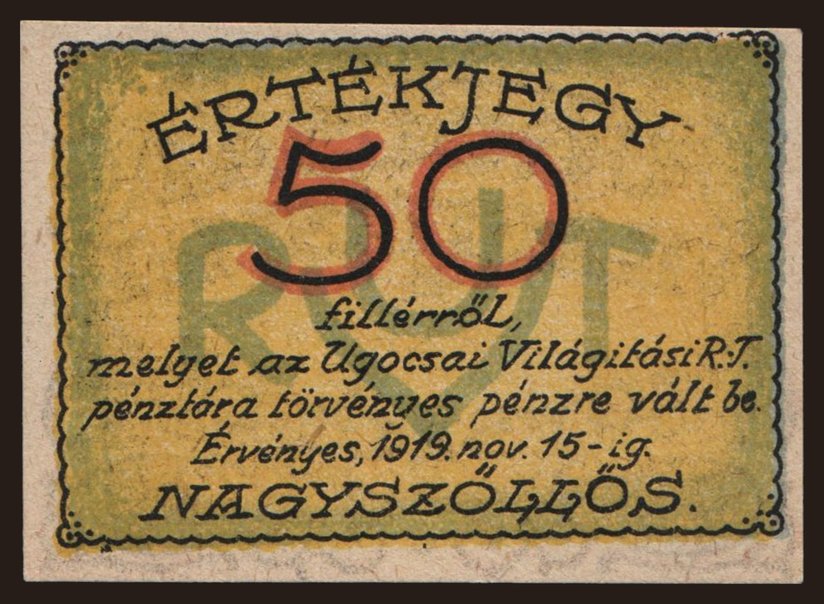 ÉRTÉKJEGY
50
R U T
V
fillérről,
melyet az Ugocsai Világitási R.T.
pénztára törvényes pénzre vált be.
Érvényes, 1919. nov. 15-ig.
NAGYSZŐLLŐS.